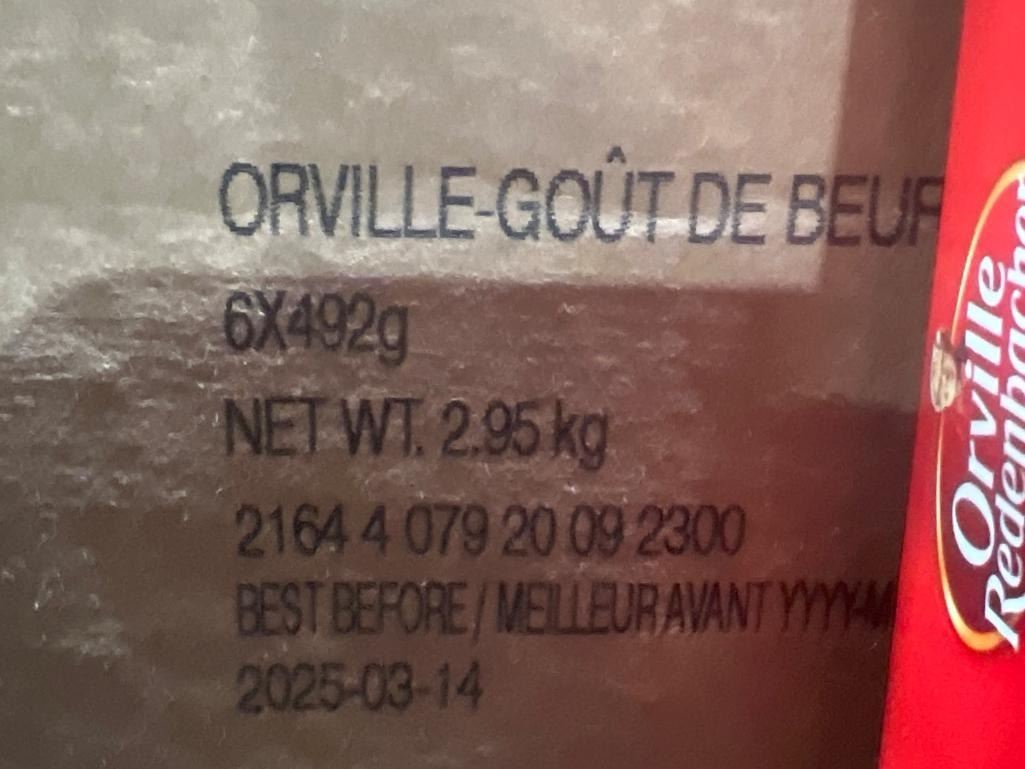 ORVILLE-GOÛT DE BEUR
6X492g
NET WT. 2.95 kg
2164 4 079 20 09 2300
BEST BEFORE / MEILLEUR AVANT YYYY-M
2025-03-14
Orville
Redenbacher